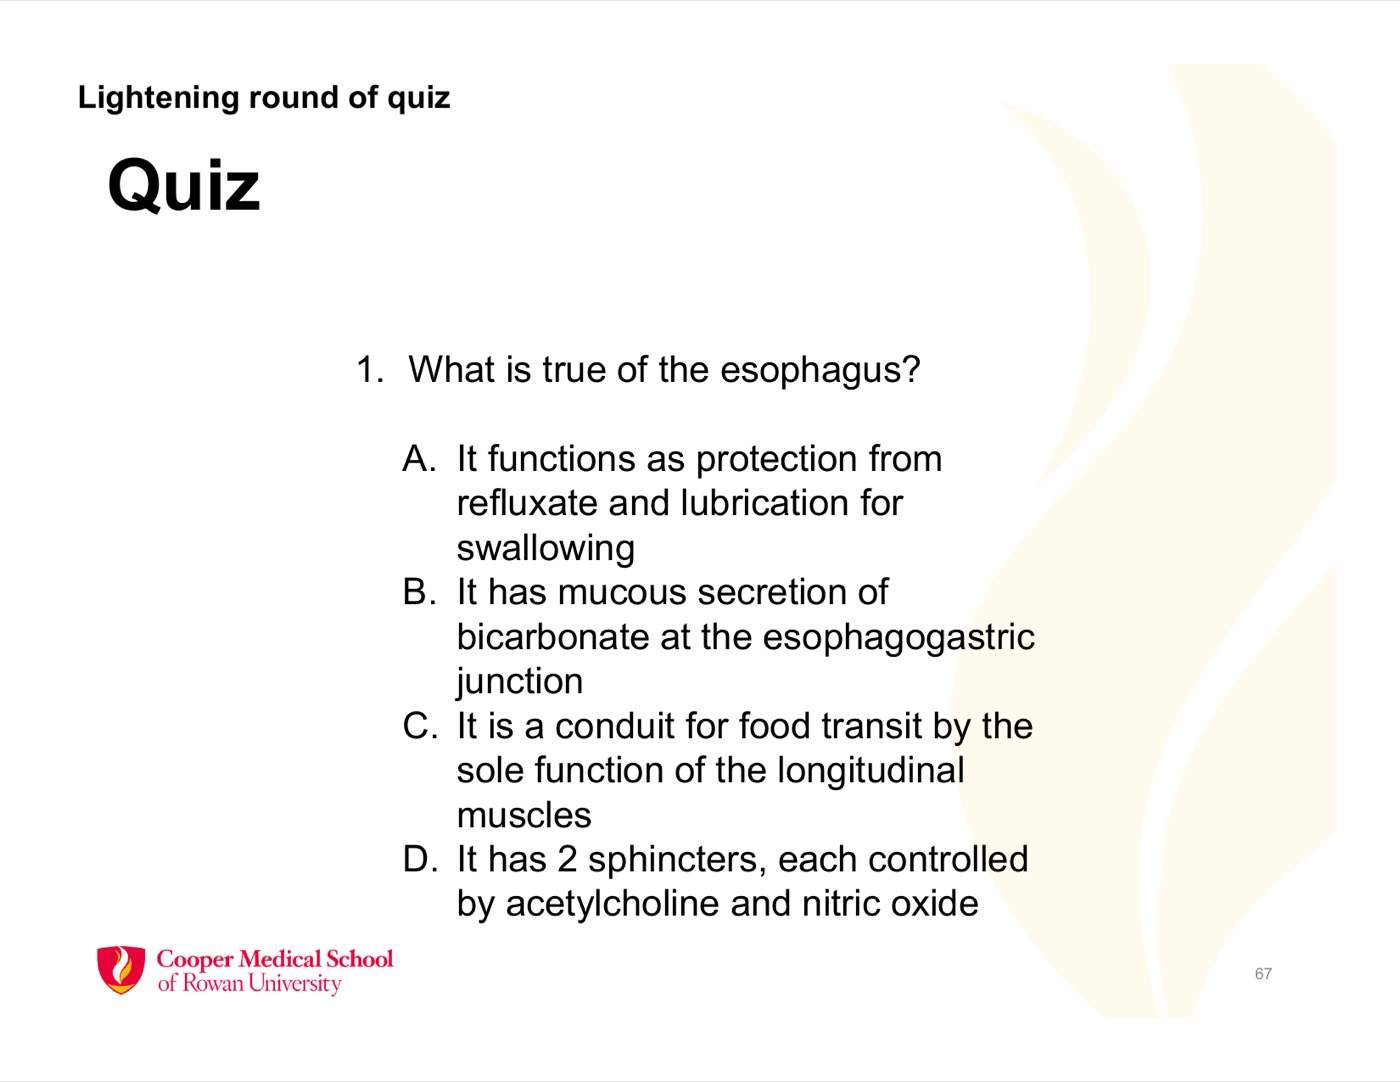 Lightening round of quiz
Quiz
1. What is true of the esophagus?
A. It functions as protection from
refluxate and lubrication for
swallowing
B. It has mucous secretion of
bicarbonate at the esophagogastric
junction
C. It is a conduit for food transit by the
sole function of the longitudinal
muscles
D. It has 2 sphincters, each controlled
by acetylcholine and nitric oxide
Cooper Medical School
of Rowan University
67